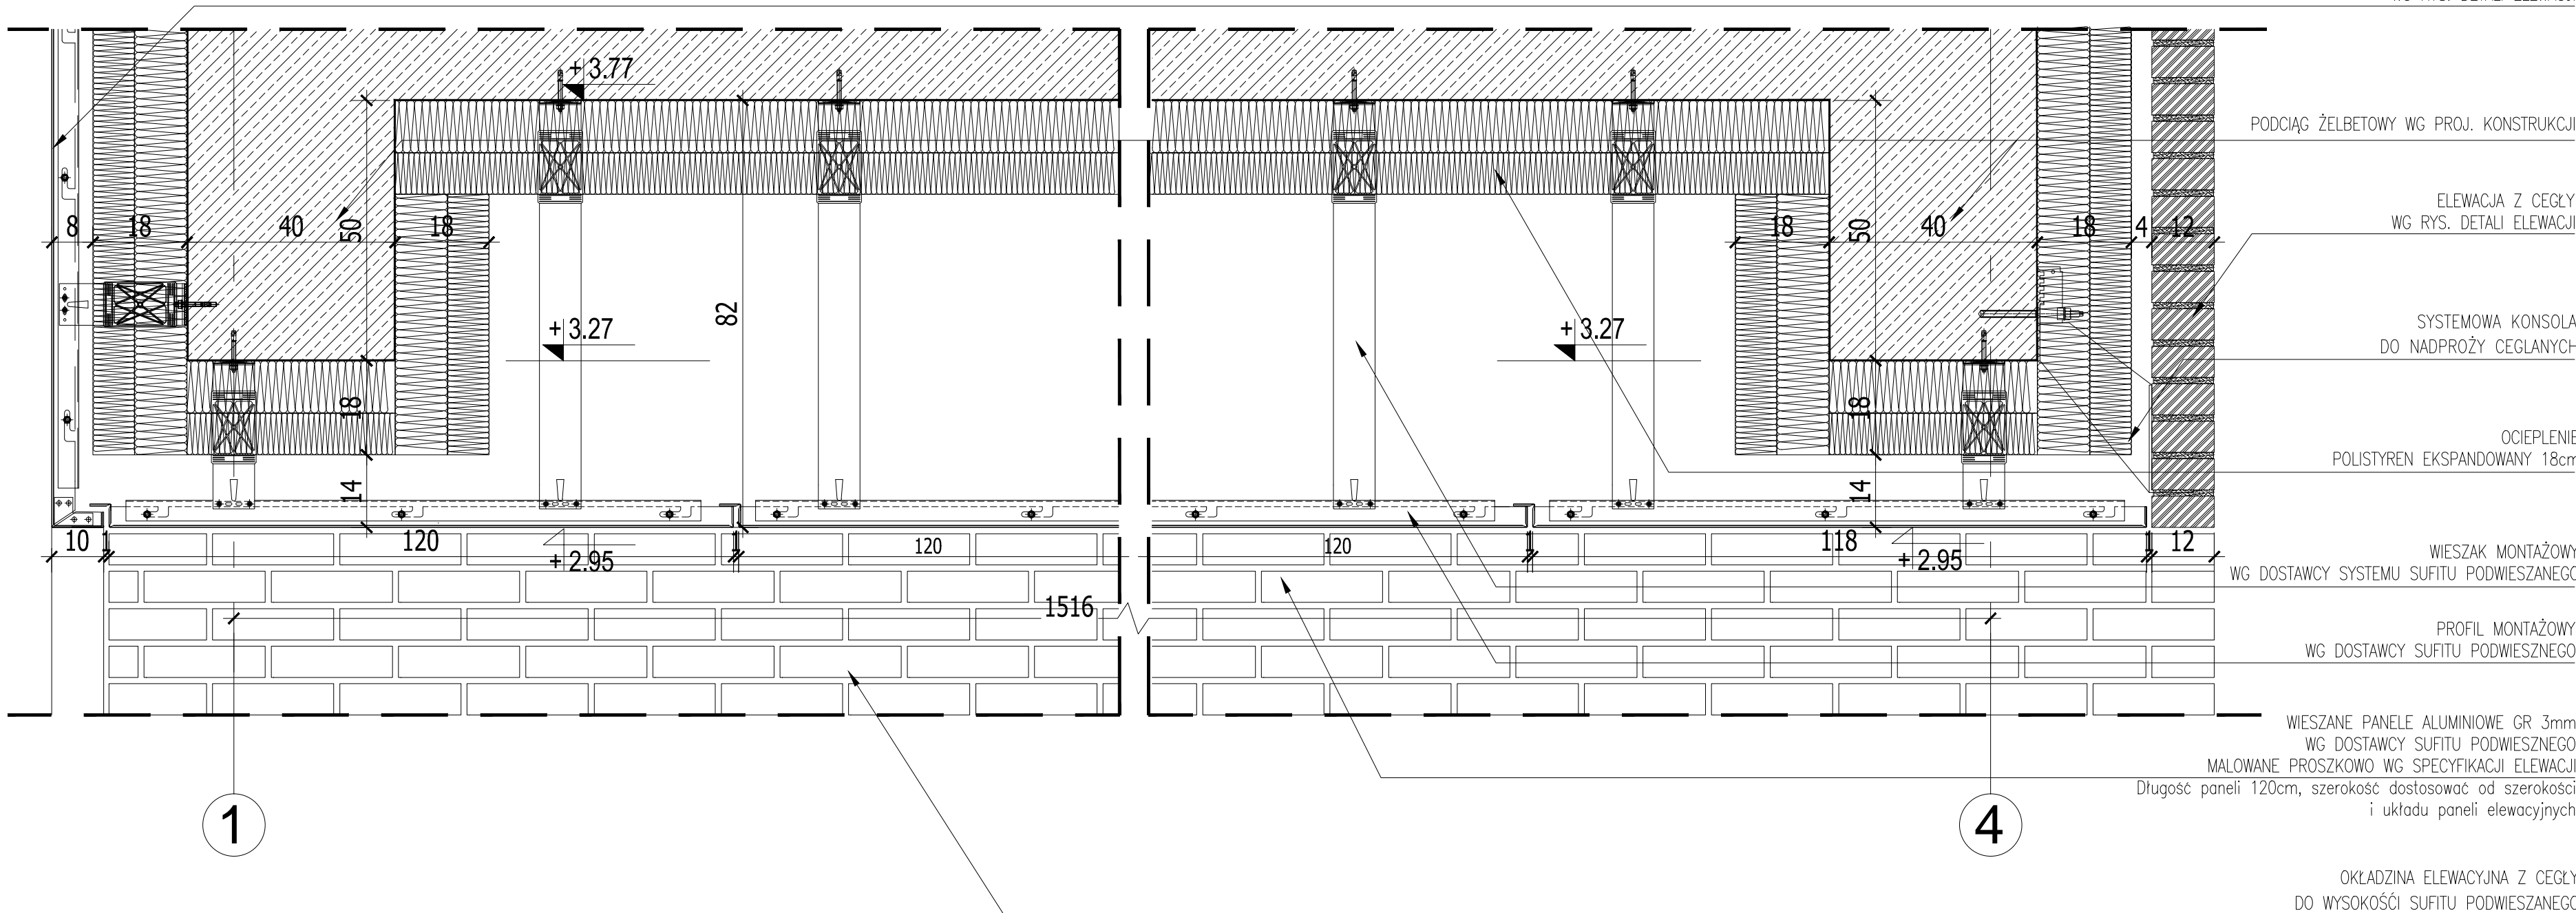 + 3.77
PODCIĄG ŻELBETOWY WG PROJ. KONSTRUKCJI
ELEWACJA Z CEGŁY
WG RYS. DETALI ELEWACJI
8 18 40 50 18
18 50 40 18 4 12
82
+ 3.27
+ 3.27
SYSTEMOWA KONSOLA
DO NADPROŻY CEGLANYCH
18
18
OCIEPLENIE
POLISTYREN EKSPANDOWANY 18cm
14
14
10 1 120 1 120 120 1 118 1 12
+ 2.95
+ 2.95
WIESZAK MONTAŻOWY
WG DOSTAWCY SYSTEMU SUFITU PODWIESZANEGO
1516
PROFIL MONTAŻOWY
WG DOSTAWCY SUFITU PODWIESZNEGO
WIESZANE PANELE ALUMINIOWE GR 3mm
WG DOSTAWCY SUFITU PODWIESZNEGO
MALOWANE PROSZKOWO WG SPECYFIKACJI ELEWACJI
Długość paneli 120cm, szerokość dostosować od szerokości
i układu paneli elewacyjnych
1
4
OKŁADZINA ELEWACYJNA Z CEGŁY
DO WYSOKOŚĆI SUFITU PODWIESZANEGO